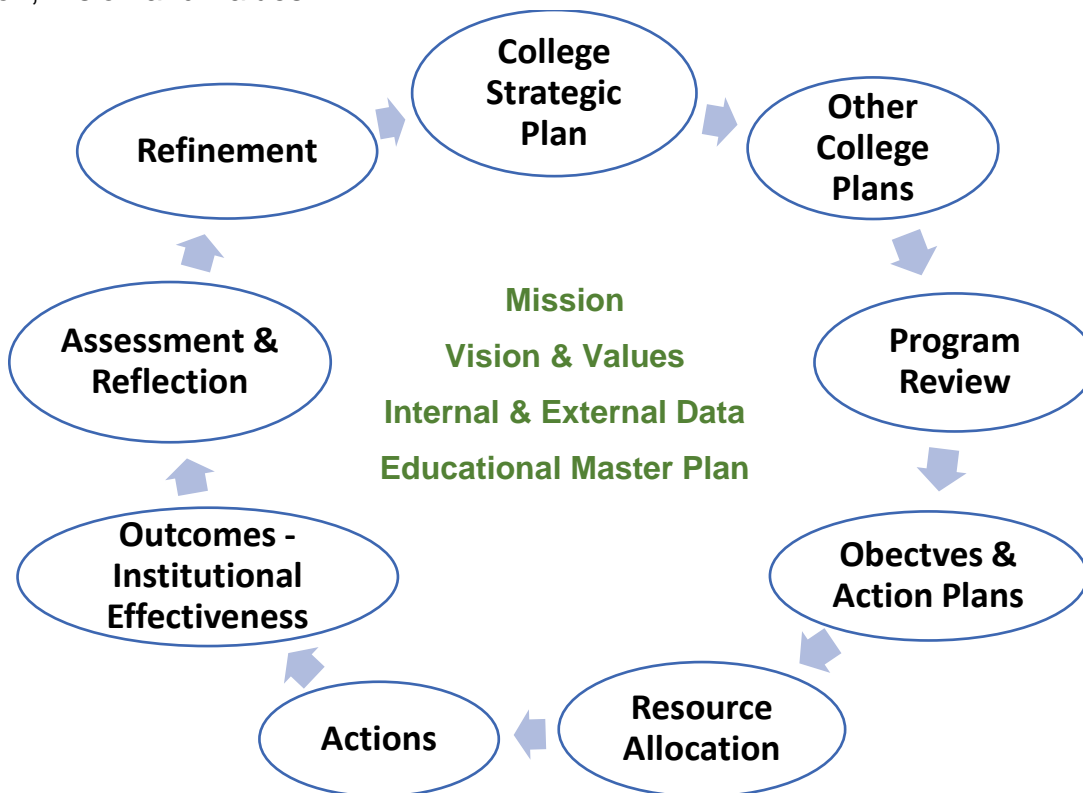 College
Strategic
Plan
Other
College
Plans
Program
Review
Obectves &
Action Plans
Resource
Allocation
Actions
Outcomes -
Institutional
Effectiveness
Assessment &
Reflection
Refinement
Mission
Vision & Values
Internal & External Data
Educational Master Plan